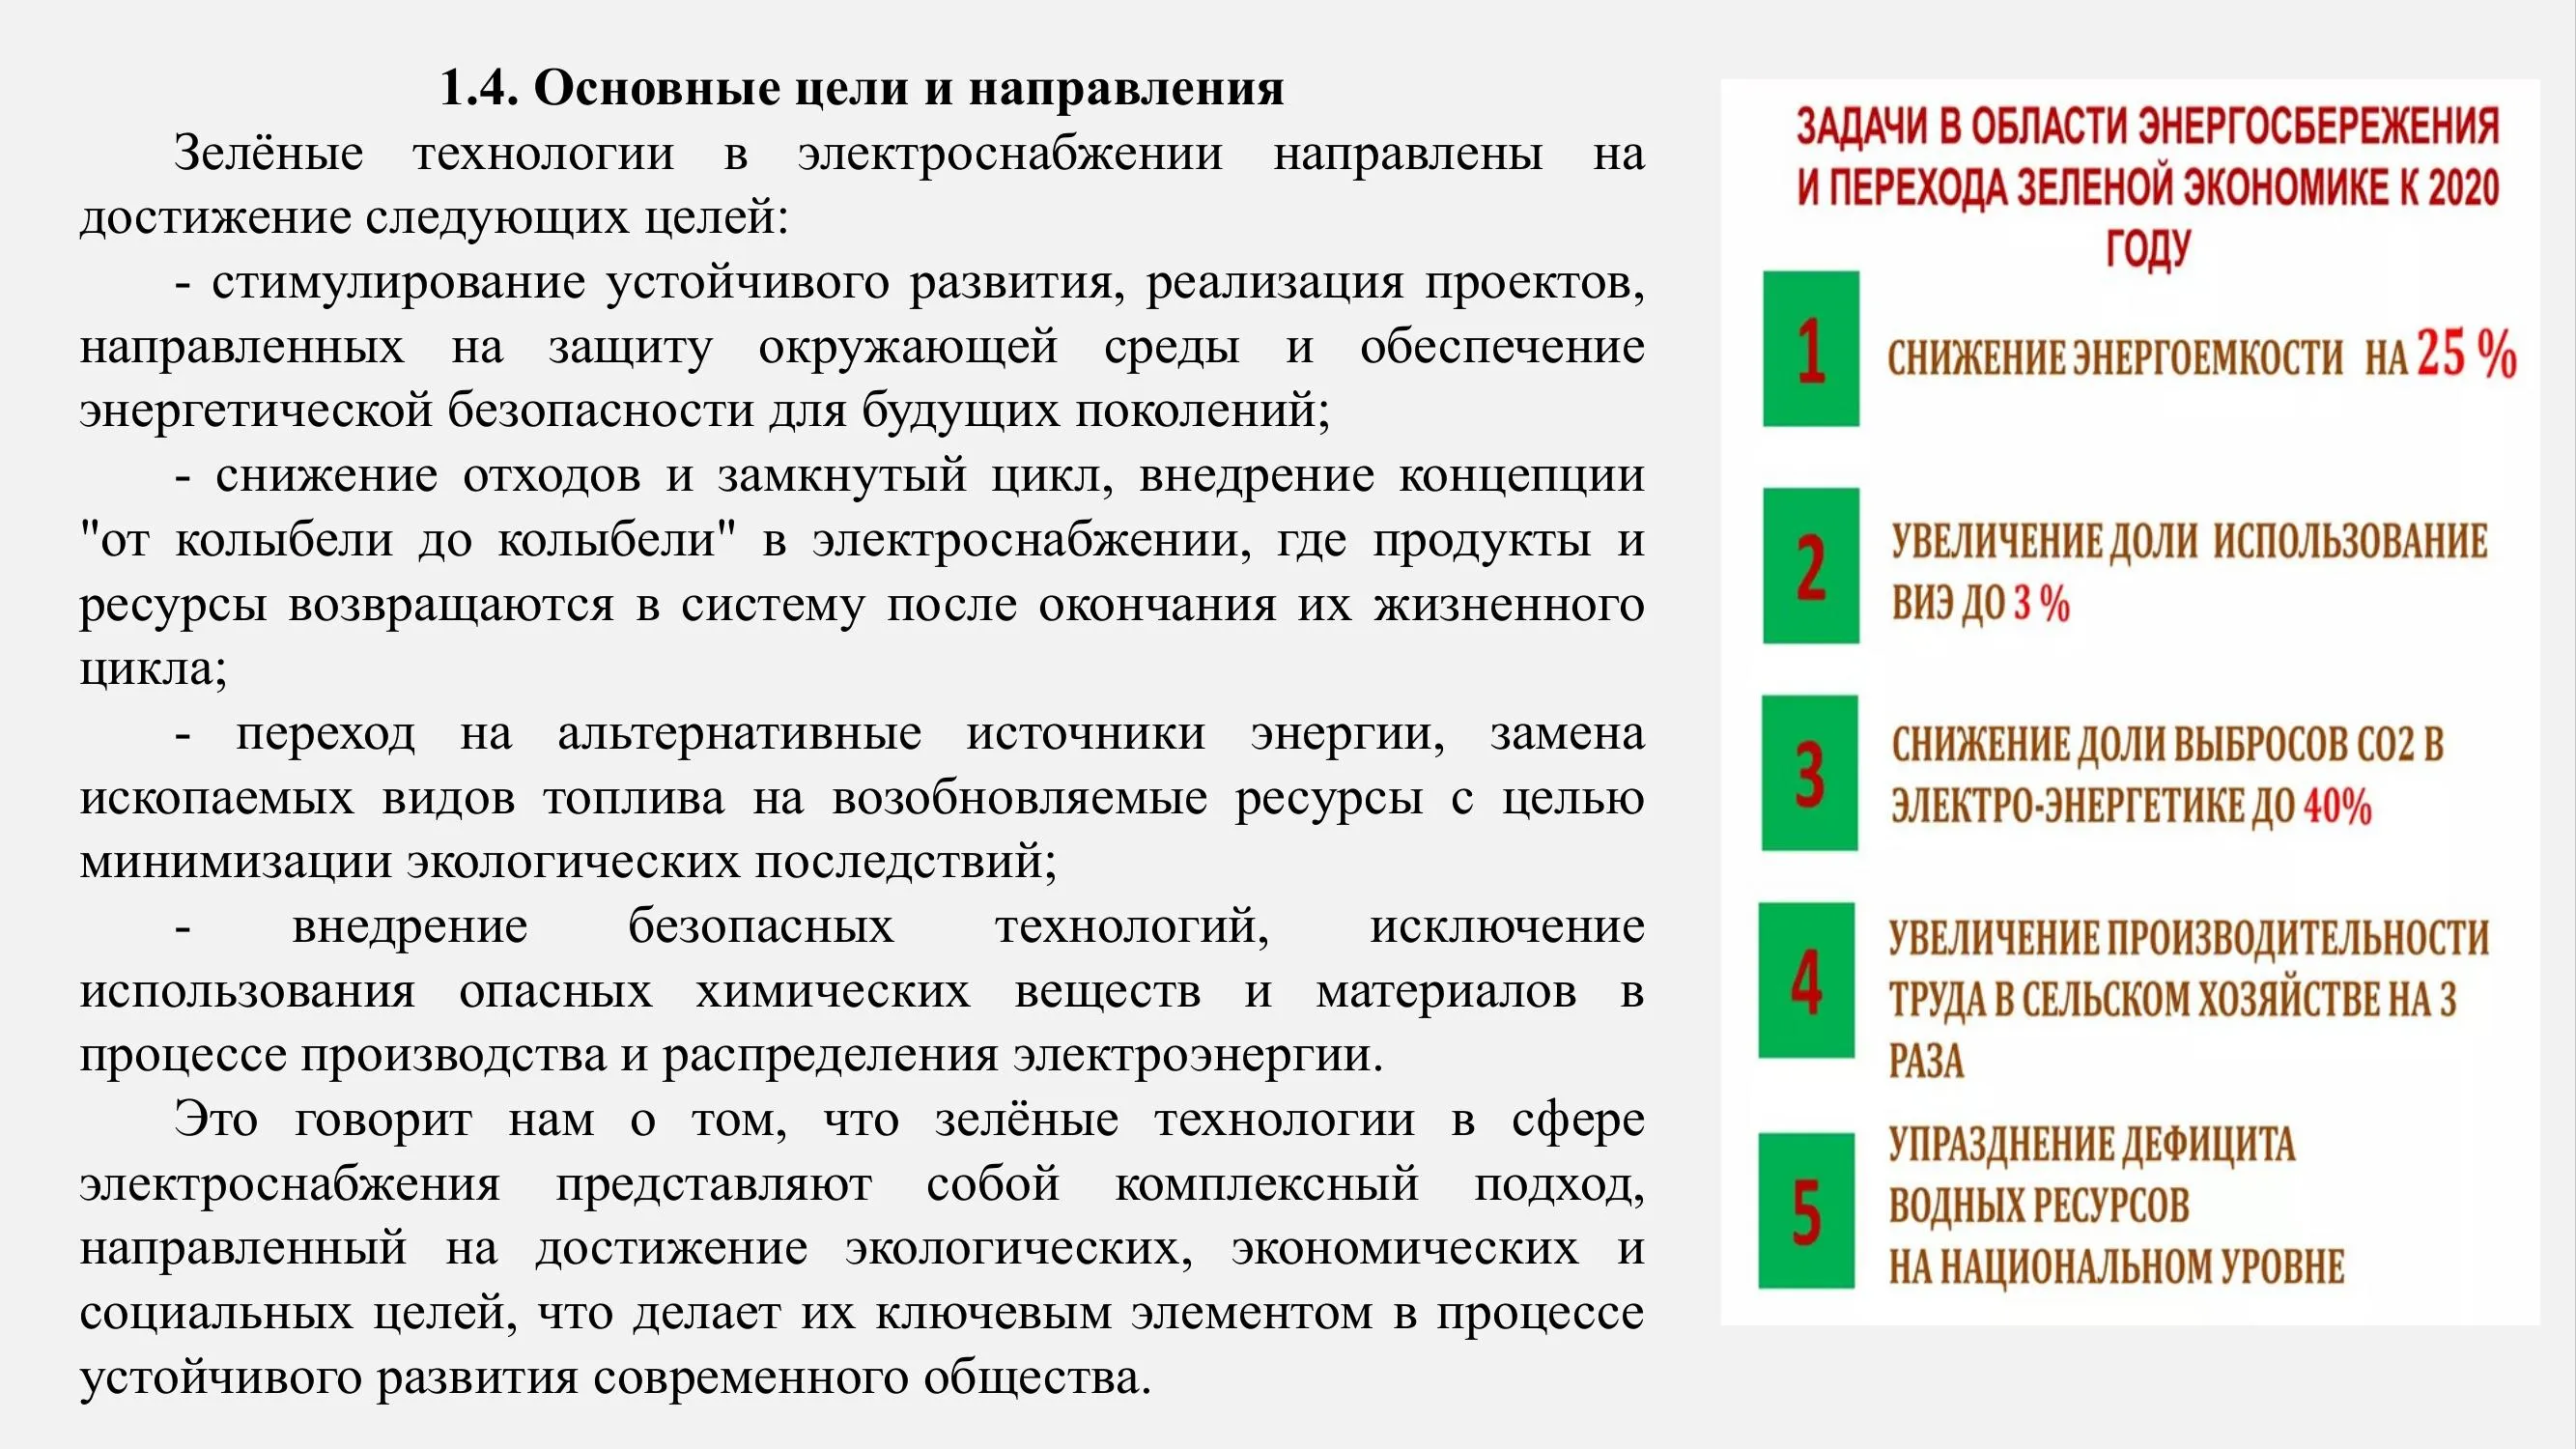 1.4. Основные цели и направления
Зелёные технологии в электроснабжении направлены на
достижение следующих целей:
- стимулирование устойчивого развития, реализация проектов,
направленных на защиту окружающей среды и обеспечение
энергетической безопасности для будущих поколений;
- снижение отходов и замкнутый цикл, внедрение концепции
"от колыбели до колыбели" в электроснабжении, где продукты и
ресурсы возвращаются в систему после окончания их жизненного
цикла;
- переход на альтернативные источники энергии, замена
ископаемых видов топлива на возобновляемые ресурсы с целью
минимизации экологических последствий;
- внедрение безопасных технологий, исключение
использования опасных химических веществ и материалов в
процессе производства и распределения электроэнергии.
Это говорит нам о том, что зелёные технологии в сфере
электроснабжения представляют собой комплексный подход,
направленный на достижение экологических, экономических и
социальных целей, что делает их ключевым элементом в процессе
устойчивого развития современного общества.
ЗАДАЧИ В ОБЛАСТИ ЭНЕРГОСБЕРЕЖЕНИЯ
И ПЕРЕХОДА ЗЕЛЕНОЙ ЭКОНОМИКЕ К 2020
ГОДУ
1 СНИЖЕНИЕ ЭНЕРГОЕМКОСТИ НА 25 %
2 УВЕЛИЧЕНИЕ ДОЛИ ИСПОЛЬЗОВАНИЕ
ВИЭ ДО 3 %
3 СНИЖЕНИЕ ДОЛИ ВЫБРОСОВ СО2 В
ЭЛЕКТРО-ЭНЕРГЕТИКЕ ДО 40%
4 УВЕЛИЧЕНИЕ ПРОИЗВОДИТЕЛЬНОСТИ
ТРУДА В СЕЛЬСКОМ ХОЗЯЙСТВЕ НА 3
РАЗА
5 УПРАЗДНЕНИЕ ДЕФИЦИТА
ВОДНЫХ РЕСУРСОВ
НА НАЦИОНАЛЬНОМ УРОВНЕ